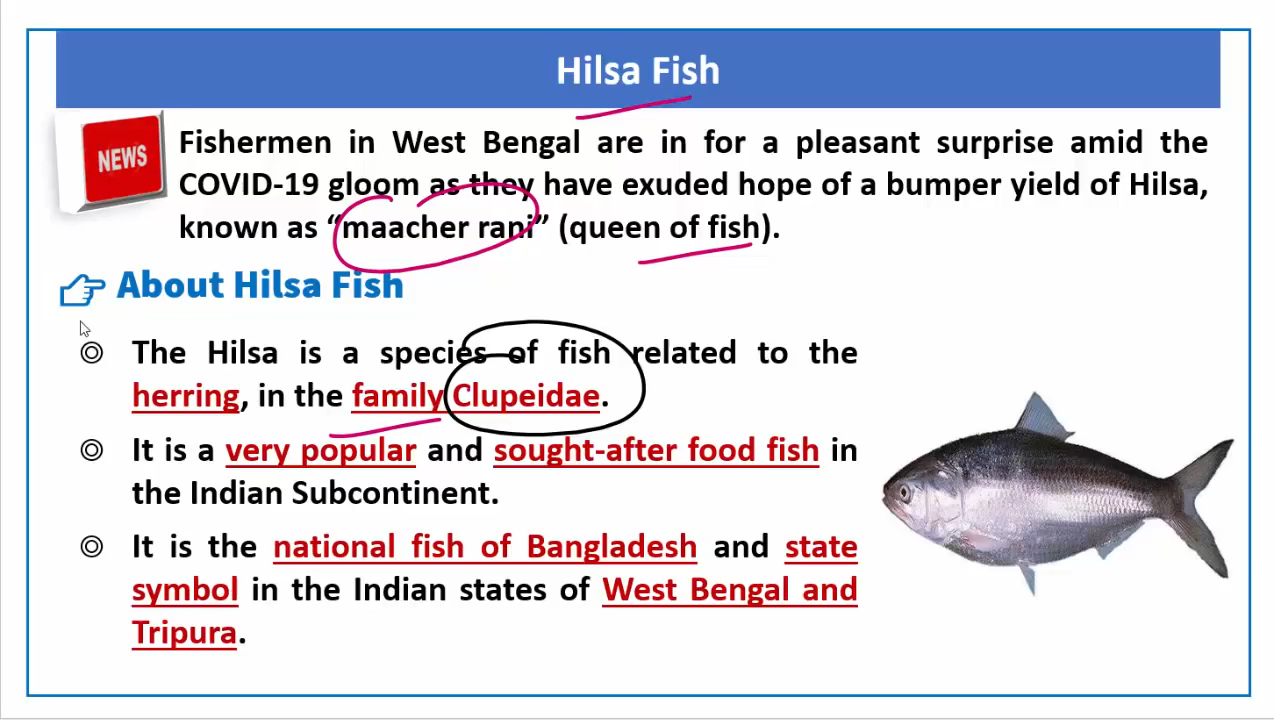 Hilsa Fish
NEWS
Fishermen in West Bengal are in for a pleasant surprise amid the
COVID-19 gloom as they have exuded hope of a bumper yield of Hilsa,
known as “maacher rani” (queen of fish).
About Hilsa Fish
The Hilsa is a species of fish related to the
herring, in the family Clupeidae.
It is a very popular and sought-after food fish in
the Indian Subcontinent.
It is the national fish of Bangladesh and state
symbol in the Indian states of West Bengal and
Tripura.